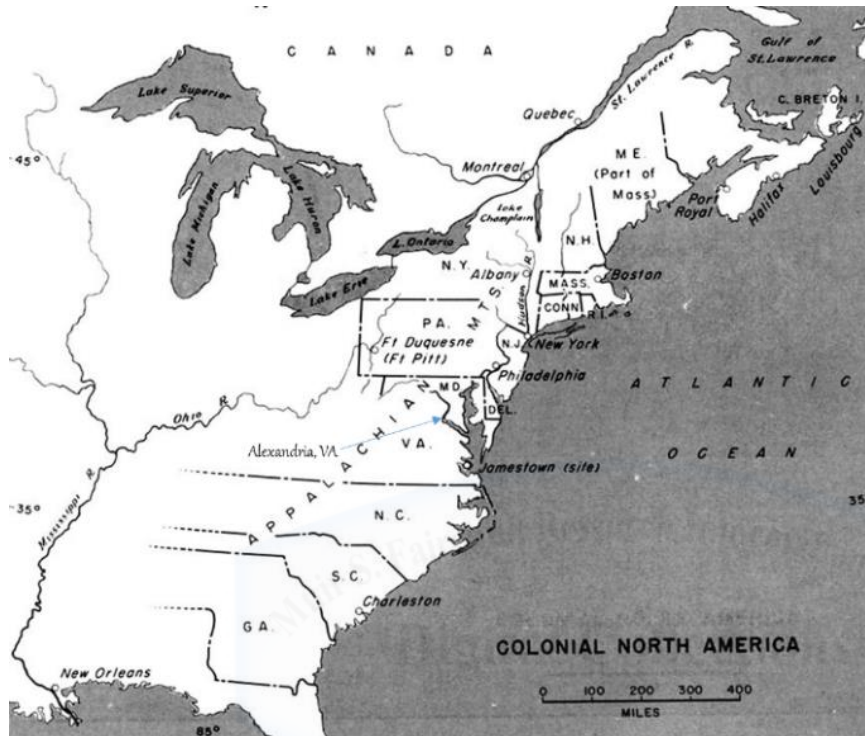 CANADA
Gulf of
St. Lawrence
Lake Superior
St. Lawrence R.
C. BRETON I.
Quebec
Louisbourg
45°
M E.
(Part of
Mass)
Montreal
Port
Royal
Halifax
Lake Michigan
Lake Huron
Lake
Champlain
L. Ontario
N. H.
N. Y.
Albany
Hudson R.
MASS.
Boston
Lake Erie
CONN
R. I.
PA.
Ft Duquesne
(Ft Pitt)
N.J.
New York
Philadelphia
MD
DEL.
ATLANTIC
OCEAN
Ohio R.
APPALACHIAN
MTS.
Alexandria, VA
VA.
Jamestown (site)
Mississippi R.
35°
35
N. C.
S. C.
GA.
Charleston
COLONIAL NORTH AMERICA
New Orleans
0 100 200 300 400
MILES
85°